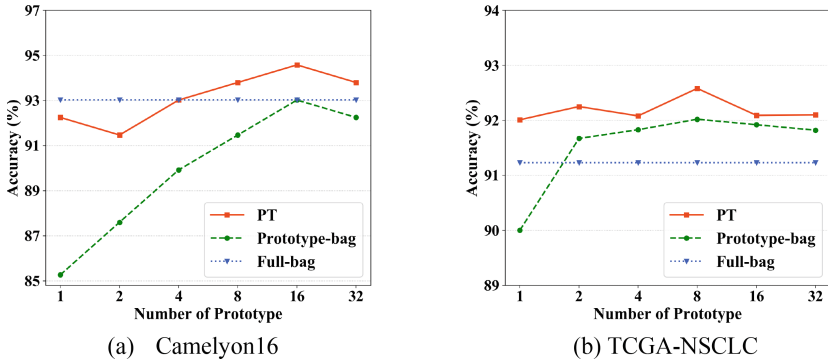 97
95
93
91
89
87
85
Accuracy (%)
PT
Prototype-bag
Full-bag
1 2 4 8 16 32
Number of Prototype
(a) Camelyon16
94
93
92
91
90
89
Accuracy (%)
PT
Prototype-bag
Full-bag
1 2 4 8 16 32
Number of Prototype
(b) TCGA-NSCLC